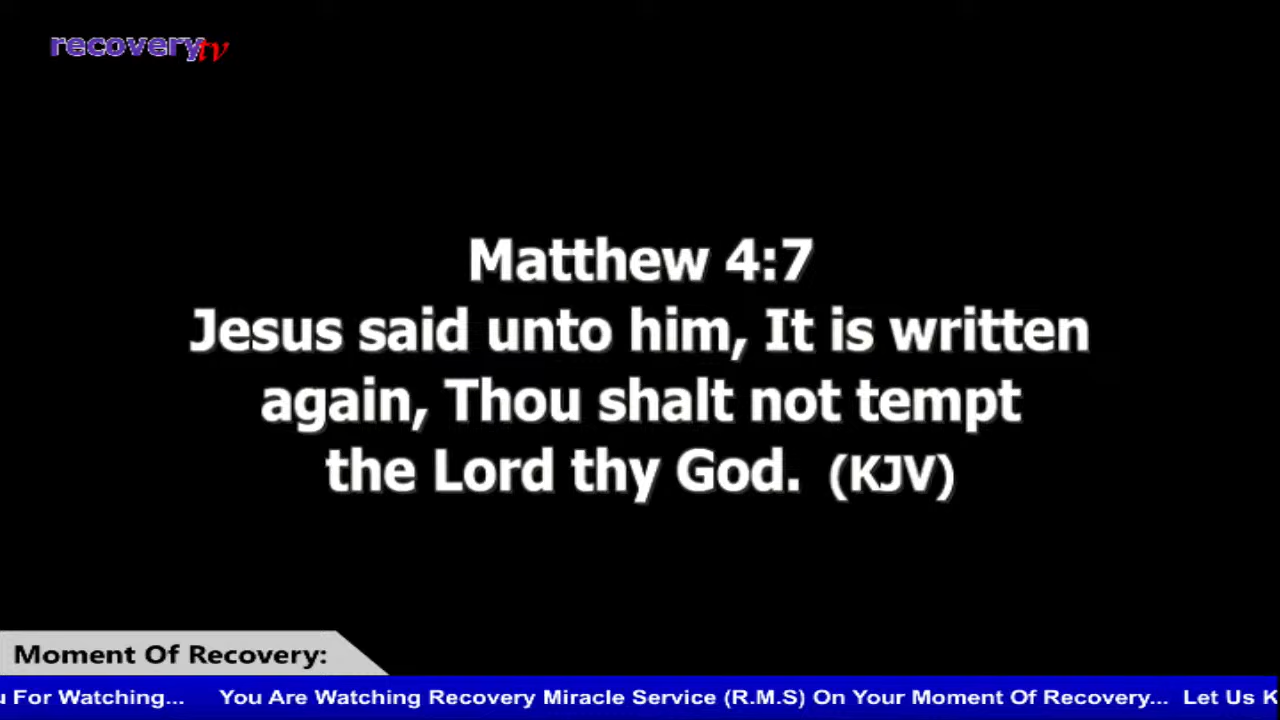 recoverytv
Matthew 4:7
Jesus said unto him, It is written
again, Thou shalt not tempt
the Lord thy God. (KJV)
Moment Of Recovery:
For Watching... You Are Watching Recovery Miracle Service (R.M.S) On Your Moment Of Recovery... Let Us